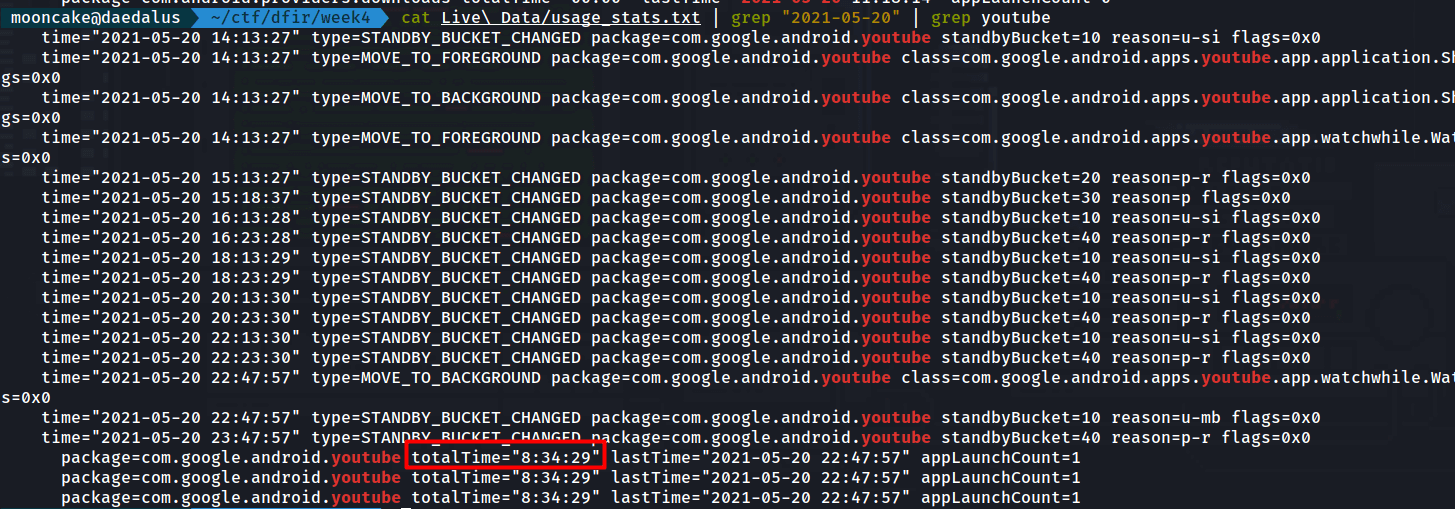 package com.android.providers.downloads totalTime="00:00" lastTime="2021-05-20 11:18:14" appLaunchCount=0
mooncake@daedalus ~/ctf/dfir/week4 cat Live\ Data/usage_stats.txt | grep "2021-05-20" | grep youtube
time="2021-05-20 14:13:27" type=STANDBY_BUCKET_CHANGED package=com.google.android.youtube standbyBucket=10 reason=u-si flags=0x0
time="2021-05-20 14:13:27" type=MOVE_TO_FOREGROUND package=com.google.android.youtube class=com.google.android.apps.youtube.app.application.Sh
gs=0x0
time="2021-05-20 14:13:27" type=MOVE_TO_BACKGROUND package=com.google.android.youtube class=com.google.android.apps.youtube.app.application.Sh
gs=0x0
time="2021-05-20 14:13:27" type=MOVE_TO_FOREGROUND package=com.google.android.youtube class=com.google.android.apps.youtube.app.watchwhile.Wat
s=0x0
time="2021-05-20 15:13:27" type=STANDBY_BUCKET_CHANGED package=com.google.android.youtube standbyBucket=20 reason=p-r flags=0x0
time="2021-05-20 15:18:37" type=STANDBY_BUCKET_CHANGED package=com.google.android.youtube standbyBucket=30 reason=p flags=0x0
time="2021-05-20 16:13:28" type=STANDBY_BUCKET_CHANGED package=com.google.android.youtube standbyBucket=10 reason=u-si flags=0x0
time="2021-05-20 16:23:28" type=STANDBY_BUCKET_CHANGED package=com.google.android.youtube standbyBucket=40 reason=p-r flags=0x0
time="2021-05-20 18:13:29" type=STANDBY_BUCKET_CHANGED package=com.google.android.youtube standbyBucket=10 reason=u-si flags=0x0
time="2021-05-20 18:23:29" type=STANDBY_BUCKET_CHANGED package=com.google.android.youtube standbyBucket=40 reason=p-r flags=0x0
time="2021-05-20 20:13:30" type=STANDBY_BUCKET_CHANGED package=com.google.android.youtube standbyBucket=10 reason=u-si flags=0x0
time="2021-05-20 20:23:30" type=STANDBY_BUCKET_CHANGED package=com.google.android.youtube standbyBucket=40 reason=p-r flags=0x0
time="2021-05-20 22:13:30" type=STANDBY_BUCKET_CHANGED package=com.google.android.youtube standbyBucket=10 reason=u-si flags=0x0
time="2021-05-20 22:23:30" type=STANDBY_BUCKET_CHANGED package=com.google.android.youtube standbyBucket=40 reason=p-r flags=0x0
time="2021-05-20 22:47:57" type=MOVE_TO_BACKGROUND package=com.google.android.youtube class=com.google.android.apps.youtube.app.watchwhile.Wat
s=0x0
time="2021-05-20 22:47:57" type=STANDBY_BUCKET_CHANGED package=com.google.android.youtube standbyBucket=10 reason=u-mb flags=0x0
time="2021-05-20 23:47:57" type=STANDBY_BUCKET_CHANGED package=com.google.android.youtube standbyBucket=40 reason=p-r flags=0x0
package=com.google.android.youtube totalTime="8:34:29" lastTime="2021-05-20 22:47:57" appLaunchCount=1
package=com.google.android.youtube totalTime="8:34:29" lastTime="2021-05-20 22:47:57" appLaunchCount=1
package=com.google.android.youtube totalTime="8:34:29" lastTime="2021-05-20 22:47:57" appLaunchCount=1